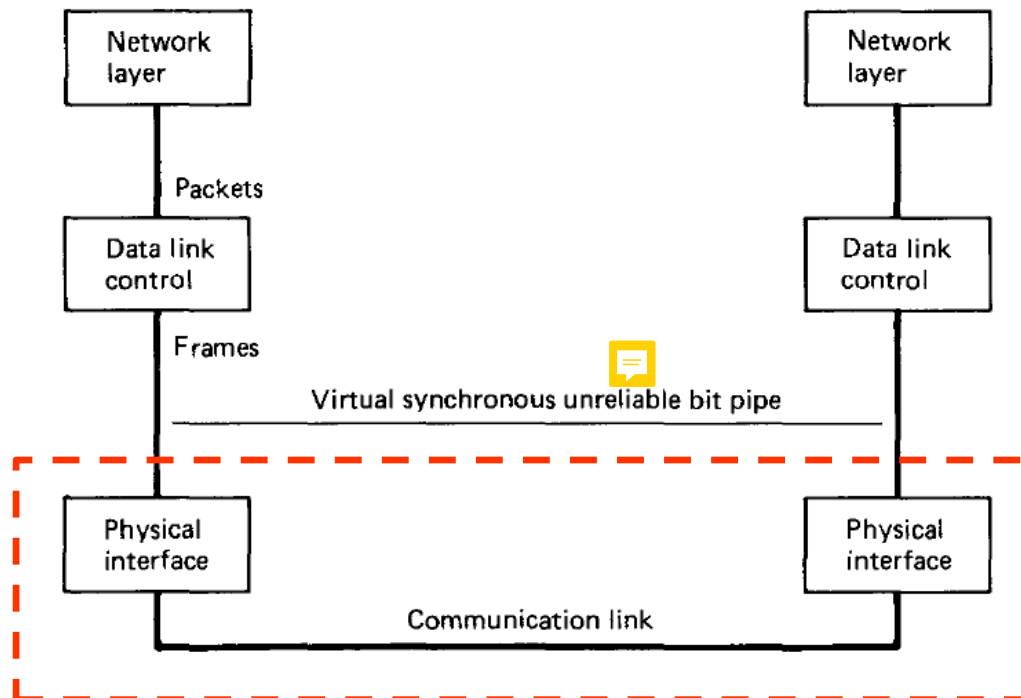 Network
layer
Network
layer
Packets
Data link
control
Data link
control
Frames
Virtual synchronous unreliable bit pipe
Physical
interface
Physical
interface
Communication link